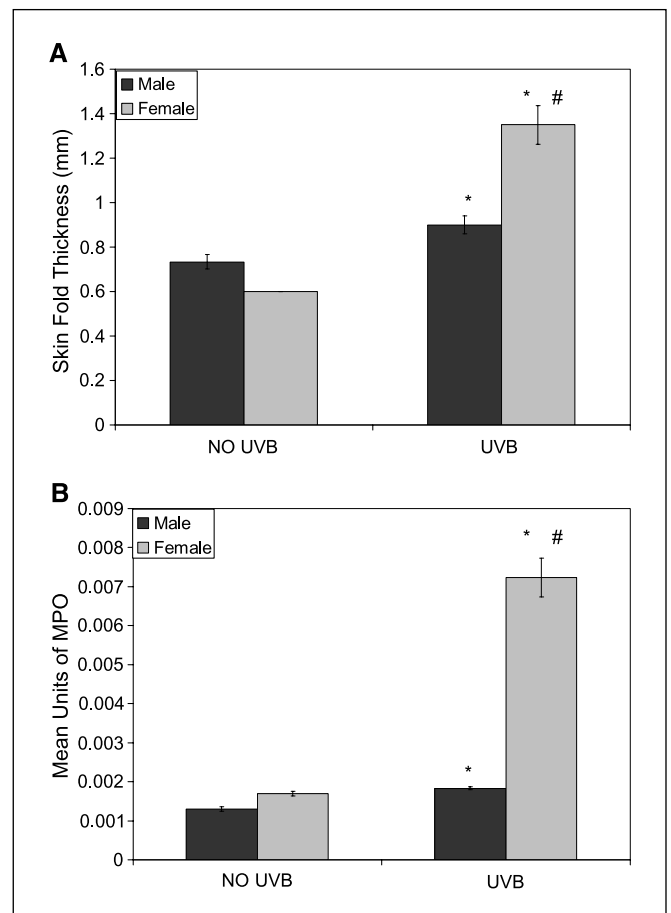 A
Skin Fold Thickness (mm)
1.6
1.4
1.2
1
0.8
0.6
0.4
0.2
0
Male
Female
*
* #
NO UVB
UVB
B
Mean Units of MPO
0.009
0.008
0.007
0.006
0.005
0.004
0.003
0.002
0.001
0
Male
Female
*
* #
NO UVB
UVB